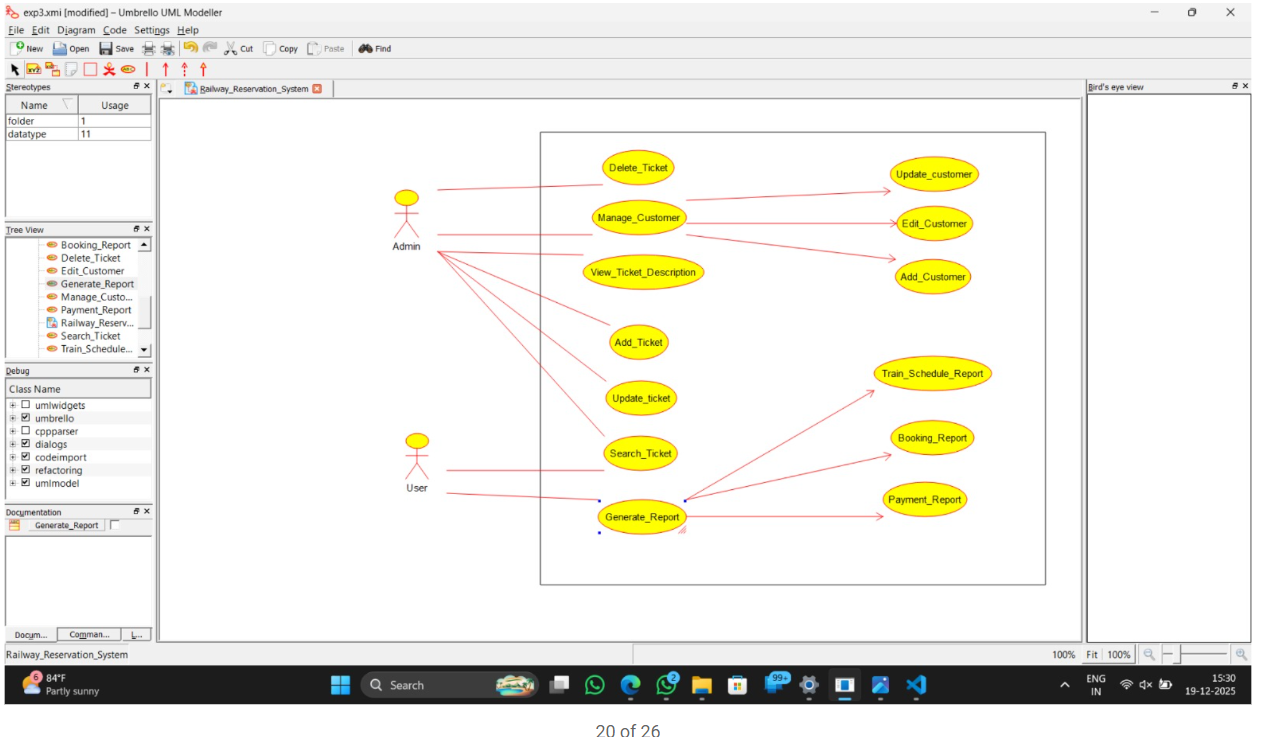 exp3.xmi [modified] – Umbrello UML Modeller
File Edit Diagram Code Settings Help
New Open Save Cut Copy Paste Find
XYZ
Stereotypes
Name Usage
folder 1
datatype 11
Tree View
Booking_Report
Delete_Ticket
Edit_Customer
Generate_Report
Manage_Custo...
Payment_Report
Railway_Reserv...
Search_Ticket
Train_Schedule...
Debug
Class Name
umlwidgets
umbrello
cppparser
dialogs
codeimport
refactoring
umlmodel
Documentation
Generate_Report
Docum... Comman... L...
Railway_Reservation_System
Railway_Reservation_System
Admin
User
Delete_Ticket
Manage_Customer
View_Ticket_Description
Add_Ticket
Update_ticket
Search_Ticket
Generate_Report
Update_customer
Edit_Customer
Add_Customer
Train_Schedule_Report
Booking_Report
Payment_Report
Bird's eye view
100% Fit 100%
6
84°F
Partly sunny
Search
2
99+
ENG
IN
15:30
19-12-2025
20 of 26